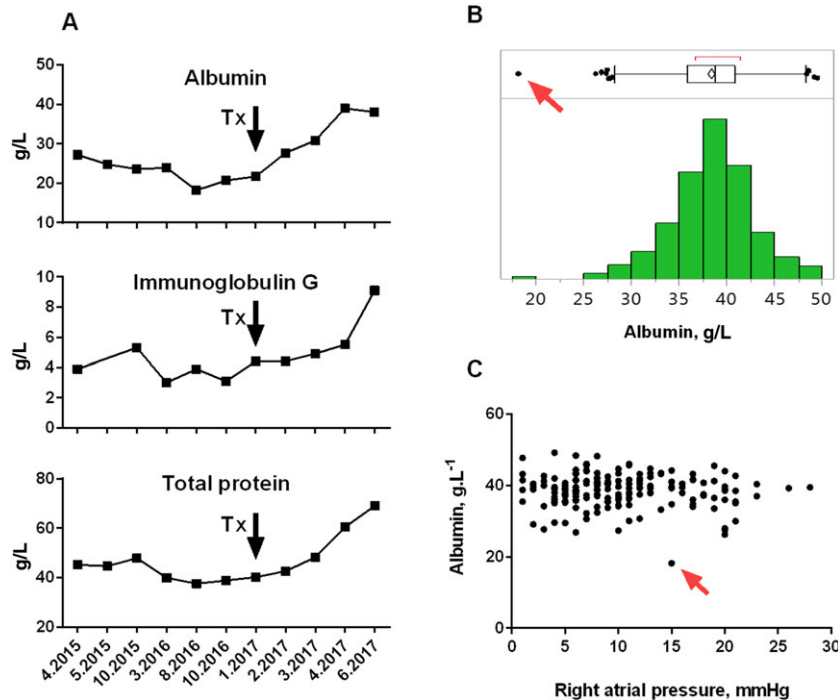 A
Albumin
Tx
g/L
50
40
30
20
10
Immunoglobulin G
Tx
g/L
10
8
6
4
2
0
Total protein
Tx
g/L
80
60
40
20
4.2015
5.2015
10.2015
3.2016
8.2016
10.2016
1.2017
2.2017
3.2017
4.2017
6.2017
B
20 25 30 35 40 45 50
Albumin, g/L
C
Albumin, g.L-1
60
40
20
0
0 5 10 15 20 25 30
Right atrial pressure, mmHg